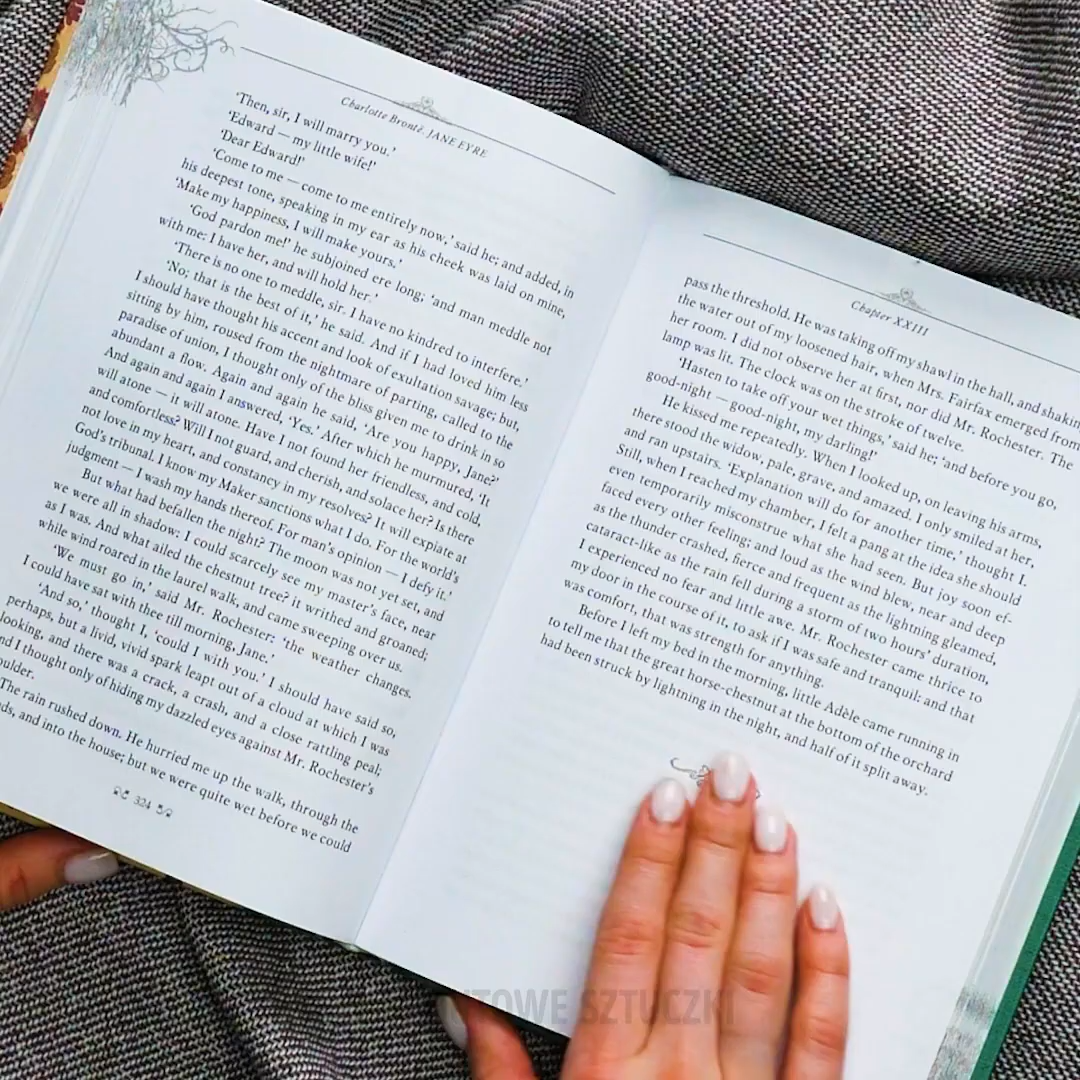 Charlotte Brontë. JANE EYRE
'Then, sir, I will marry you.'
'Edward — my little wife!'
'Dear Edward!'
'Come to me — come to me entirely now,' said he; and added, in
his deepest tone, speaking in my ear as his cheek was laid on mine,
'Make my happiness, I will make yours.'
'God pardon me!' he subjoined ere long; 'and man meddle not
with me: I have her, and will hold her.'
'There is no one to meddle, sir. I have no kindred to interfere.'
'No; that is the best of it,' he said. And if I had loved him less
I should have thought his accent and look of exultation savage; but,
sitting by him, roused from the nightmare of parting, called to the
paradise of union, I thought only of the bliss given me to drink in so
abundant a flow. Again and again he said, 'Are you happy, Jane?'
And again and again I answered, 'Yes.' After which he murmured, 'It
will atone — it will atone. Have I not found her friendless, and cold,
and comfortless? Will I not guard, and cherish, and solace her? Is there
not love in my heart, and constancy in my resolves? It will expiate at
God's tribunal. I know my Maker sanctions what I do. For the world's
judgment — I wash my hands thereof. For man's opinion — I defy it.'
But what had befallen the night? The moon was not yet set, and
we were all in shadow: I could scarcely see my master's face, near
as I was. And what ailed the chestnut tree? it writhed and groaned;
while wind roared in the laurel walk, and came sweeping over us.
'We must go in,' said Mr. Rochester: 'the weather changes.
I could have sat with thee till morning, Jane.'
'And so,' thought I, 'could I with you.' I should have said so,
perhaps, but a livid, vivid spark leapt out of a cloud at which I was
looking, and there was a crack, a crash, and a close rattling peal;
nd I thought only of hiding my dazzled eyes against Mr. Rochester's
oulder.
The rain rushed down. He hurried me up the walk, through the
ds, and into the house; but we were quite wet before we could
324
Chapter XXIII
pass the threshold. He was taking off my shawl in the hall, and shakin
the water out of my loosened hair, when Mrs. Fairfax emerged from
her room. I did not observe her at first, nor did Mr. Rochester. The
lamp was lit. The clock was on the stroke of twelve.
'Hasten to take off your wet things,' said he; 'and before you go,
good-night — good-night, my darling!'
He kissed me repeatedly. When I looked up, on leaving his arms,
there stood the widow, pale, grave, and amazed. I only smiled at her,
and ran upstairs. 'Explanation will do for another time,' thought I.
Still, when I reached my chamber, I felt a pang at the idea she should
even temporarily misconstrue what she had seen. But joy soon ef-
faced every other feeling; and loud as the wind blew, near and deep
as the thunder crashed, fierce and frequent as the lightning gleamed,
cataract-like as the rain fell during a storm of two hours' duration,
I experienced no fear and little awe. Mr. Rochester came thrice to
my door in the course of it, to ask if I was safe and tranquil: and that
was comfort, that was strength for anything.
Before I left my bed in the morning, little Adèle came running in
to tell me that the great horse-chestnut at the bottom of the orchard
had been struck by lightning in the night, and half of it split away.
SZTUCZKI